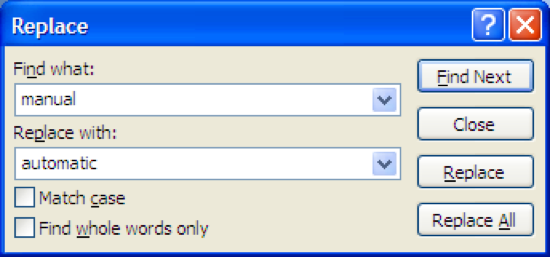 Replace
Find what:
manual
Replace with:
automatic
Match case
Find whole words only
Find Next
Close
Replace
Replace All